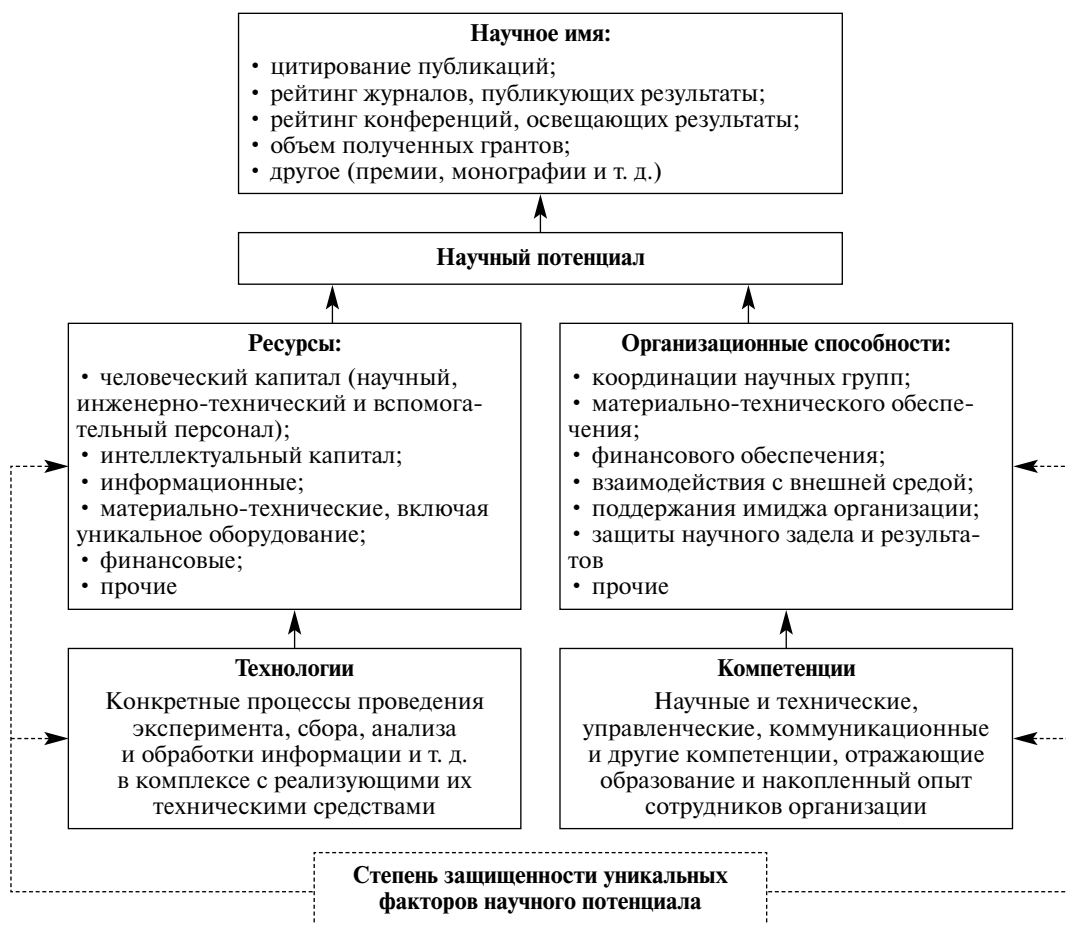 Научное имя:
• цитирование публикаций;
• рейтинг журналов, публикующих результаты;
• рейтинг конференций, освещающих результаты;
• объем полученных грантов;
• другое (премии, монографии и т. д.)
Научный потенциал
Ресурсы:
• человеческий капитал (научный,
инженерно-технический и вспомога-
тельный персонал);
• интеллектуальный капитал;
• информационные;
• материально-технические, включая
уникальное оборудование;
• финансовые;
• прочие
Организационные способности:
• координации научных групп;
• материально-технического обеспе-
чения;
• финансового обеспечения;
• взаимодействия с внешней средой;
• поддержания имиджа организации;
• защиты научного задела и результа-
тов
• прочие
Технологии
Конкретные процессы проведения
эксперимента, сбора, анализа
и обработки информации и т. д.
в комплексе с реализующими их
техническими средствами
Компетенции
Научные и технические,
управленческие, коммуникационные
и другие компетенции, отражающие
образование и накопленный опыт
сотрудников организации
Степень защищенности уникальных
факторов научного потенциала